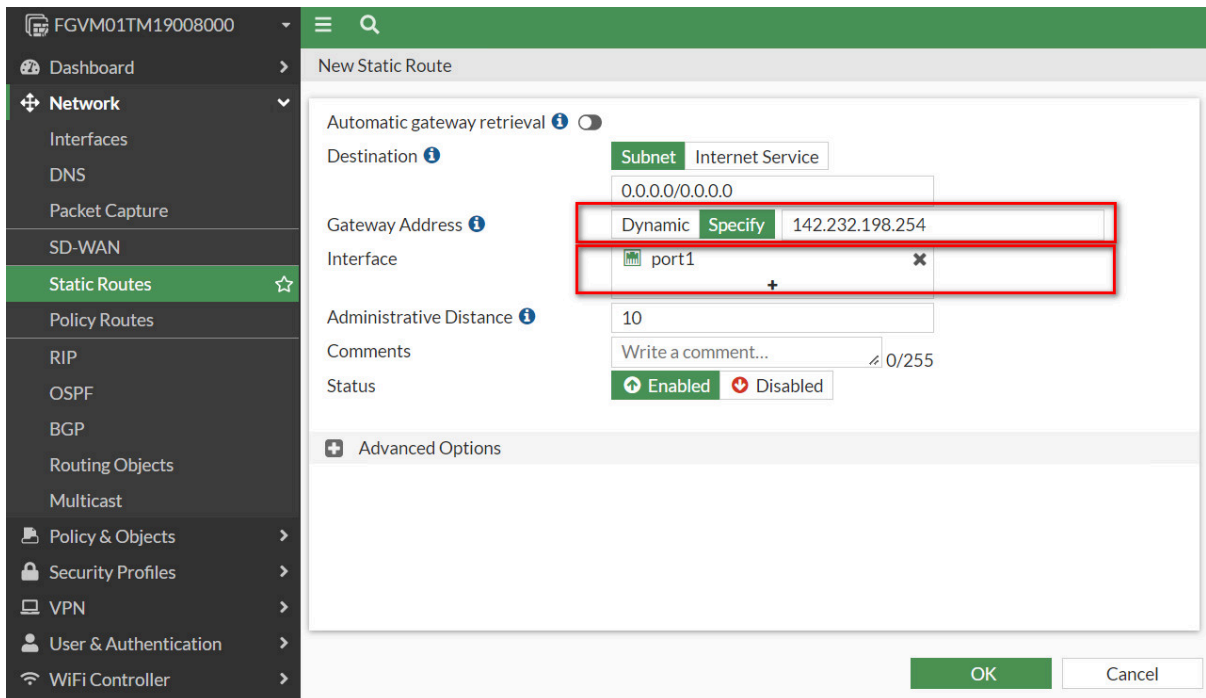 FGVM01TM19008000
Dashboard
Network
Interfaces
DNS
Packet Capture
SD-WAN
Static Routes
Policy Routes
RIP
OSPF
BGP
Routing Objects
Multicast
Policy & Objects
Security Profiles
VPN
User & Authentication
WiFi Controller
New Static Route
Automatic gateway retrieval
Destination Subnet Internet Service
0.0.0.0/0.0.0.0
Gateway Address Dynamic Specify 142.232.198.254
Interface port1
+
Administrative Distance 10
Comments Write a comment... 0/255
Status Enabled Disabled
Advanced Options
OK Cancel